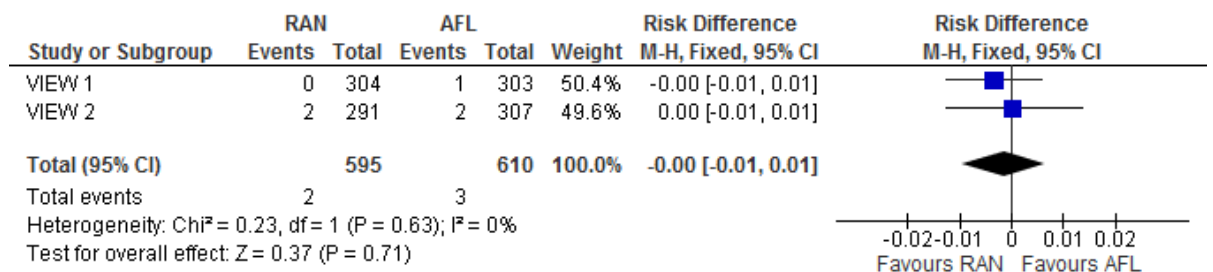 RAN AFL Risk Difference Risk Difference
Study or Subgroup Events Total Events Total Weight M-H, Fixed, 95% CI M-H, Fixed, 95% CI
VIEW 1 0 304 1 303 50.4% -0.00 [-0.01, 0.01]
VIEW 2 2 291 2 307 49.6% 0.00 [-0.01, 0.01]
Total (95% CI) 595 610 100.0% -0.00 [-0.01, 0.01]
Total events 2 3
Heterogeneity: Chi² = 0.23, df = 1 (P = 0.63); I² = 0%
Test for overall effect: Z = 0.37 (P = 0.71)
-0.02 -0.01 0 0.01 0.02
Favours RAN Favours AFL